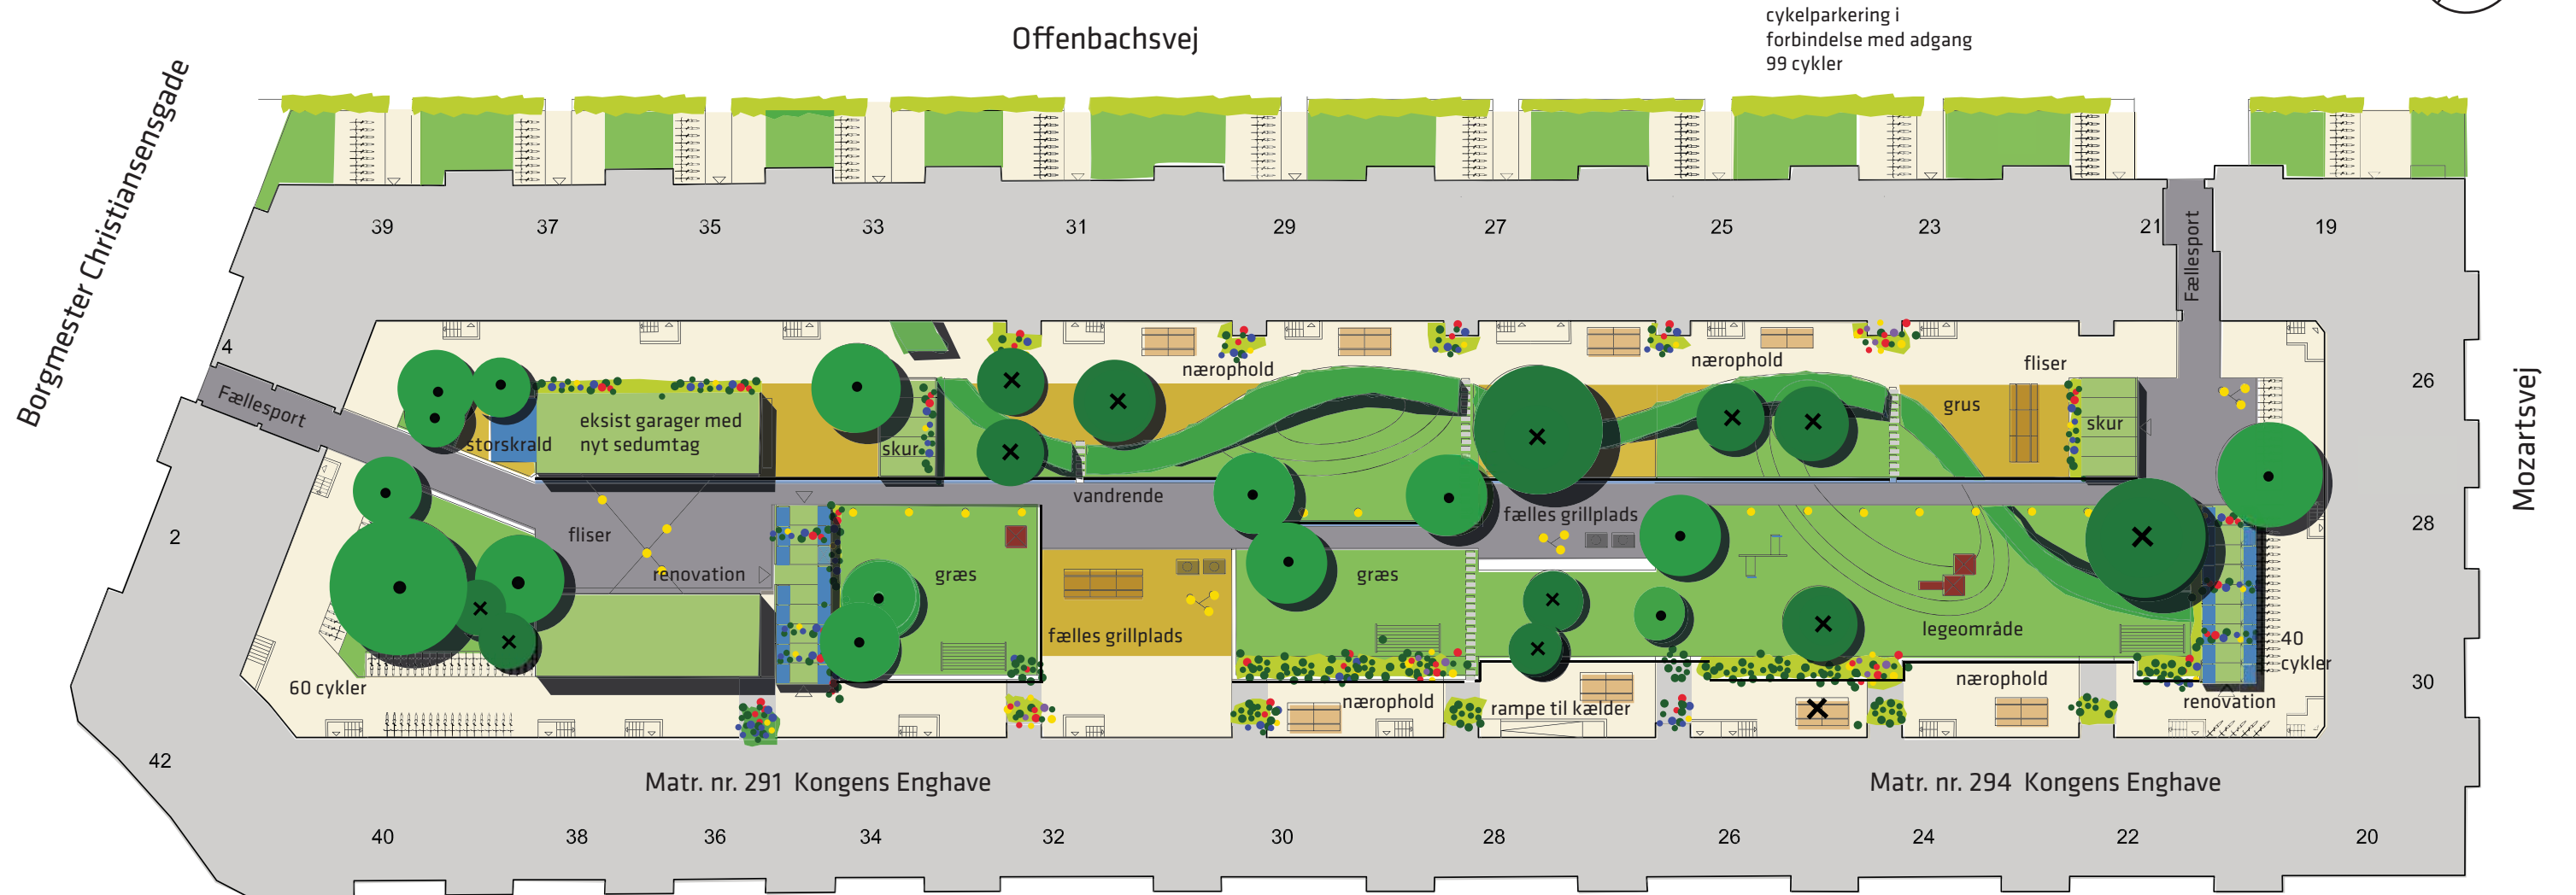 cykelparkering i
forbindelse med adgang
99 cykler
Offenbachsvej
Borgmester Christiansensgade
39
37
35
33
31
29
27
25
23
21
19
Fællesport
4
Fællesport
nærophold
nærophold
fliser
26
Mozartsvej
storskrald
eksist garager med
nyt sedumtag
skur
grus
skur
vandrende
fælles grillplads
2
fliser
28
renovation
græs
græs
fælles grillplads
legeområde
40
cykler
60 cykler
nærophold
rampe til kælder
nærophold
renovation
30
42
Matr. nr. 291 Kongens Enghave
Matr. nr. 294 Kongens Enghave
40
38
36
34
32
30
28
26
24
22
20